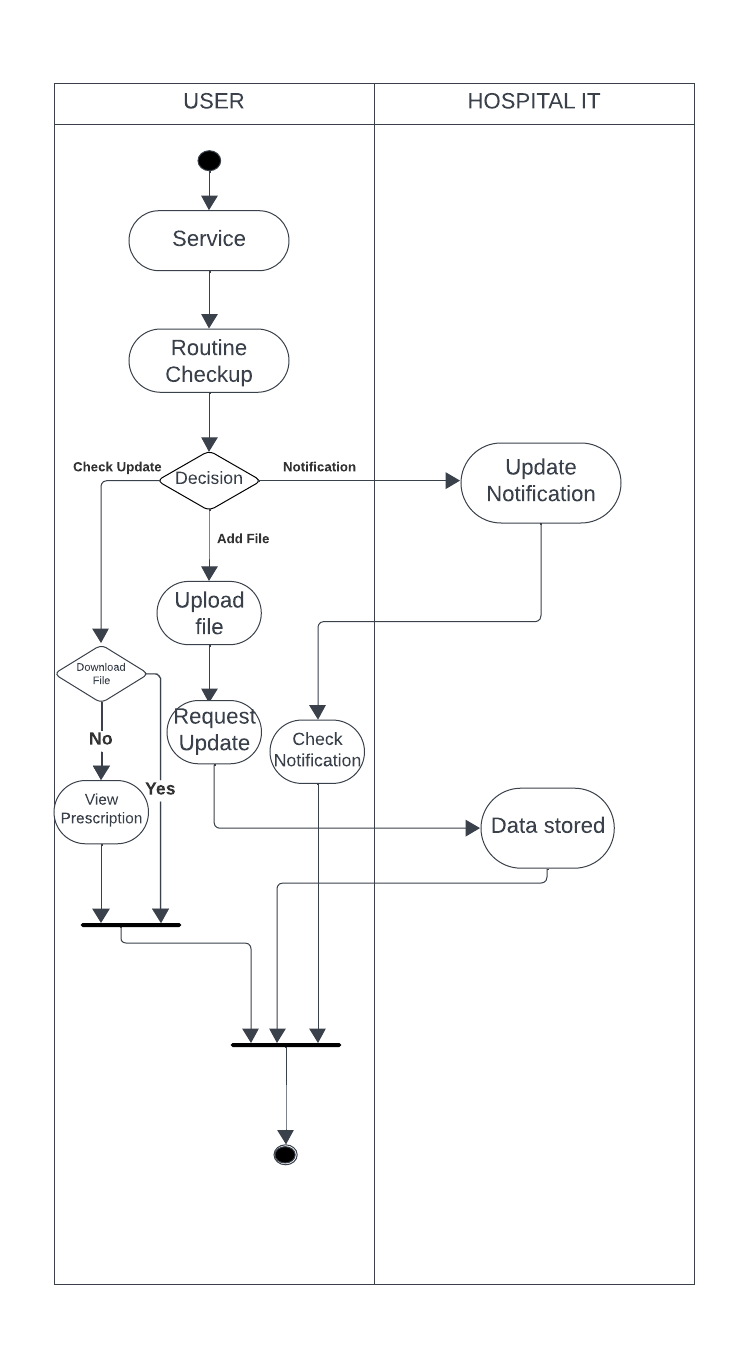 USER
HOSPITAL IT
Service
Routine
Checkup
Check Update
Decision
Notification
Update
Notification
Add File
Upload
file
Download
File
Request
Update
No
Check
Notification
Yes
View
Prescription
Data stored